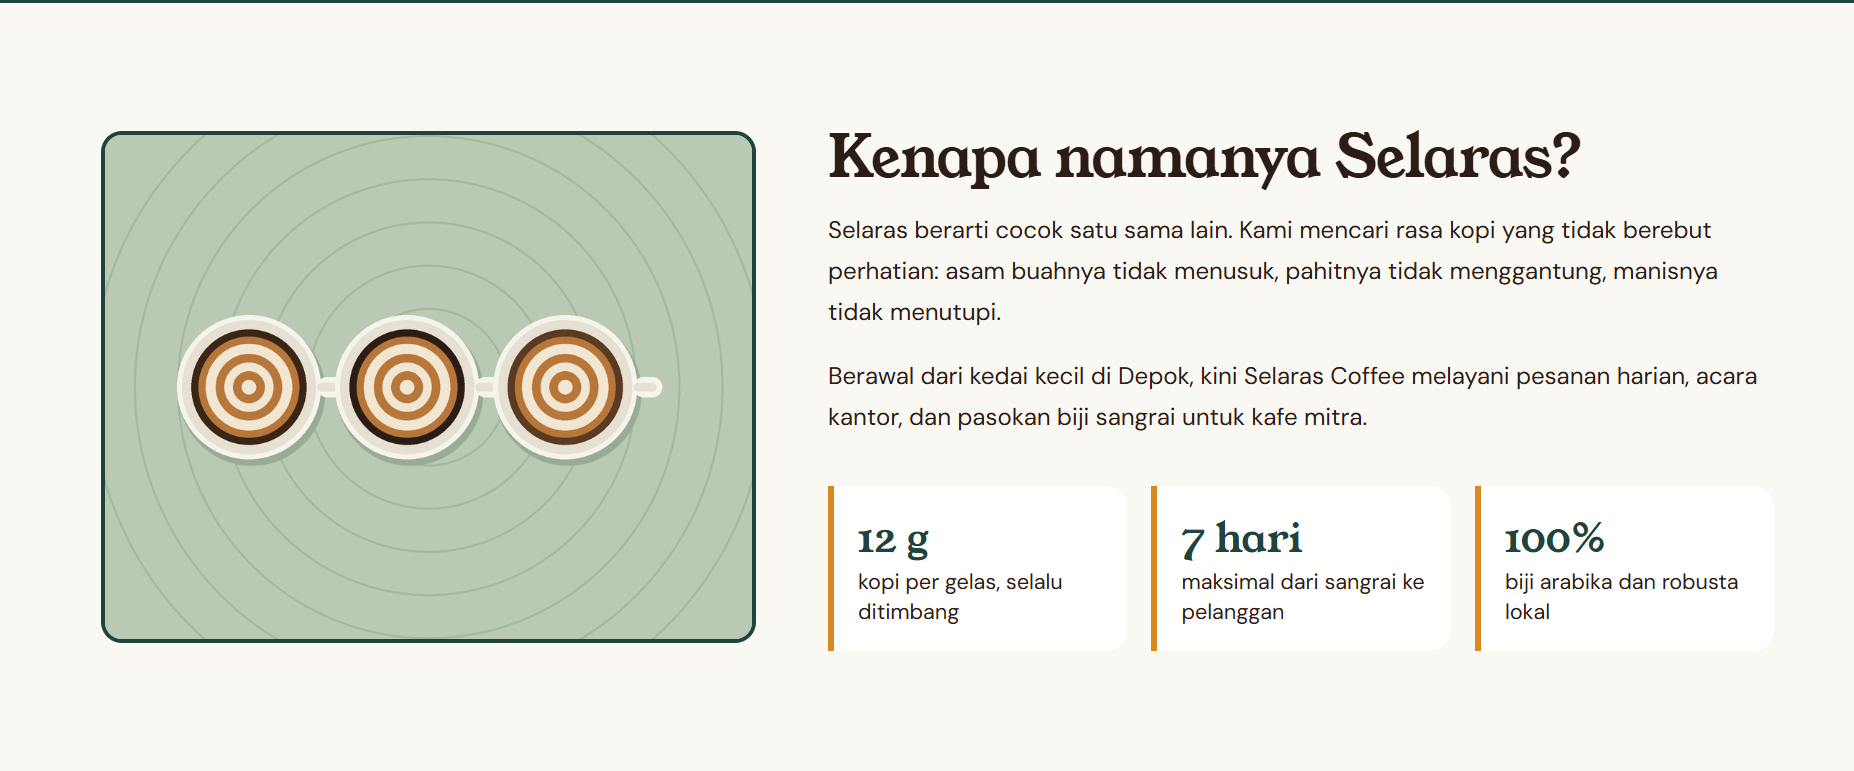 Kenapa namanya Selaras?
Selaras berarti cocok satu sama lain. Kami mencari rasa kopi yang tidak berebut
perhatian: asam buahnya tidak menusuk, pahitnya tidak menggantung, manisnya
tidak menutupi.
Berawal dari kedai kecil di Depok, kini Selaras Coffee melayani pesanan harian, acara
kantor, dan pasokan biji sangrai untuk kafe mitra.
12 g
kopi per gelas, selalu
ditimbang
7 hari
maksimal dari sangrai ke
pelanggan
100%
biji arabika dan robusta
lokal